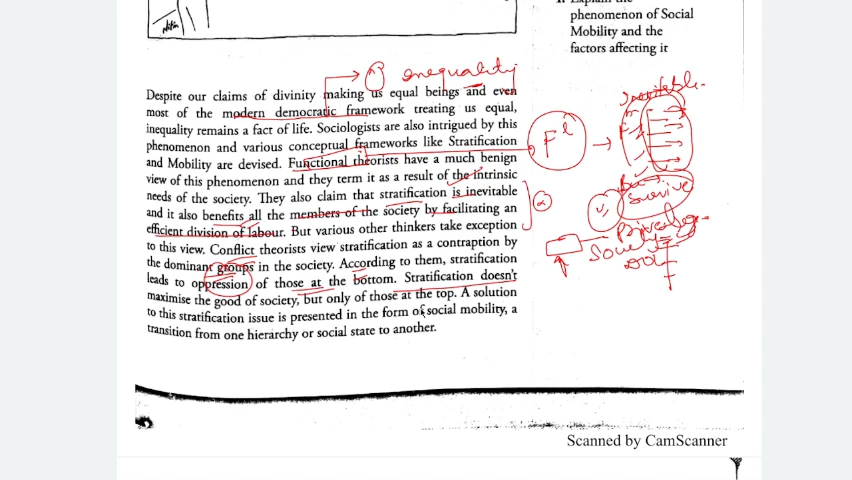 1. Explain the
phenomenon of Social
Mobility and the
factors affecting it
inequality
Despite our claims of divinity making us equal beings and even
most of the modern democratic framework treating us equal,
inequality remains a fact of life. Sociologists are also intrigued by this
phenomenon and various conceptual frameworks like Stratification
and Mobility are devised. Functional theorists have a much benign
view of this phenomenon and they term it as a result of the intrinsic
needs of the society. They also claim that stratification is inevitable
and it also benefits all the members of the society by facilitating an
efficient division of labour. But various other thinkers take exception
to this view. Conflict theorists view stratification as a contraption by
the dominant groups in the society. According to them, stratification
leads to oppression of those at the bottom. Stratification doesn't
maximise the good of society, but only of those at the top. A solution
to this stratification issue is presented in the form of social mobility, a
transition from one hierarchy or social state to another.
Inevitable
F
survive
Society
DOL
Scanned by CamScanner